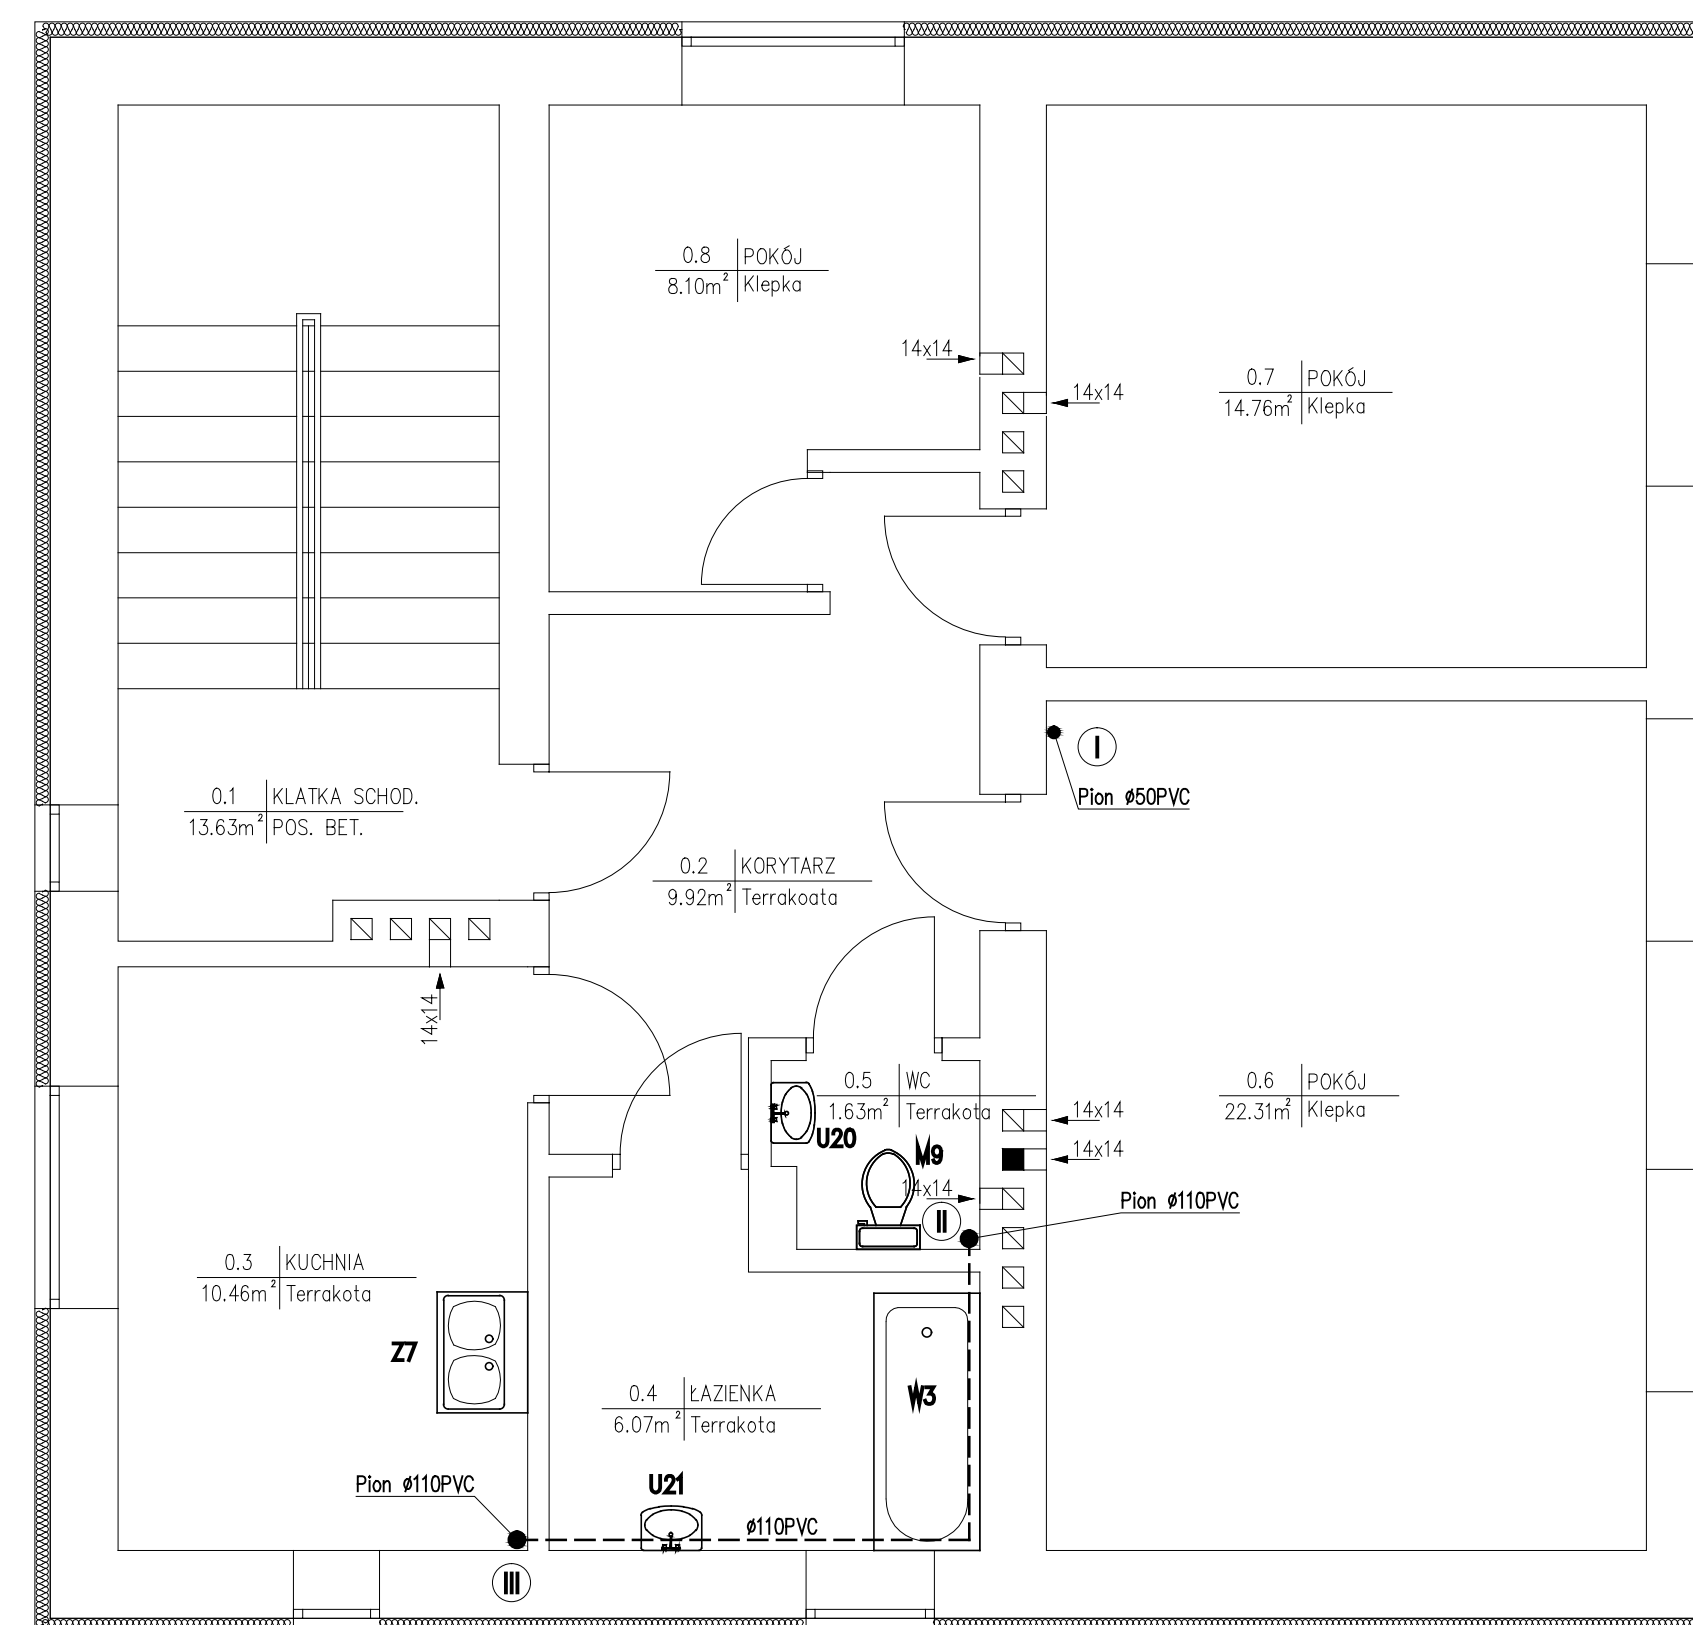 0.8 POKÓJ
8.10m² Klepka
14x14
14x14
0.7 POKÓJ
14.76m² Klepka
I
Pion ø50PVC
0.1 KLATKA SCHOD.
13.63m² POS. BET.
0.2 KORYTARZ
9.92m² Terrakoata
14x14
0.5 WC
1.63m² Terrakota
U20
M9
14x14
II
0.6 POKÓJ
22.31m² Klepka
14x14
14x14
Pion ø110PVC
0.3 KUCHNIA
10.46m² Terrakota
Z7
0.4 ŁAZIENKA
6.07m² Terrakota
W3
Pion ø110PVC
U21
ø110PVC
III